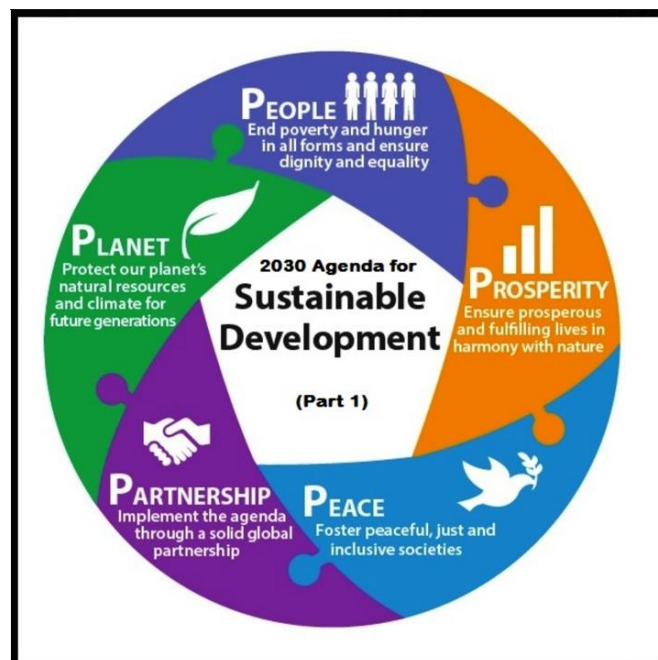 PEOPLE
End poverty and hunger
in all forms and ensure
dignity and equality
PROSPERITY
Ensure prosperous
and fulfilling lives in
harmony with nature
PEACE
Foster peaceful, just and
inclusive societies
PARTNERSHIP
Implement the agenda
through a solid global
partnership
PLANET
Protect our planet's
natural resources
and climate for
future generations
2030 Agenda for
Sustainable
Development
(Part 1)